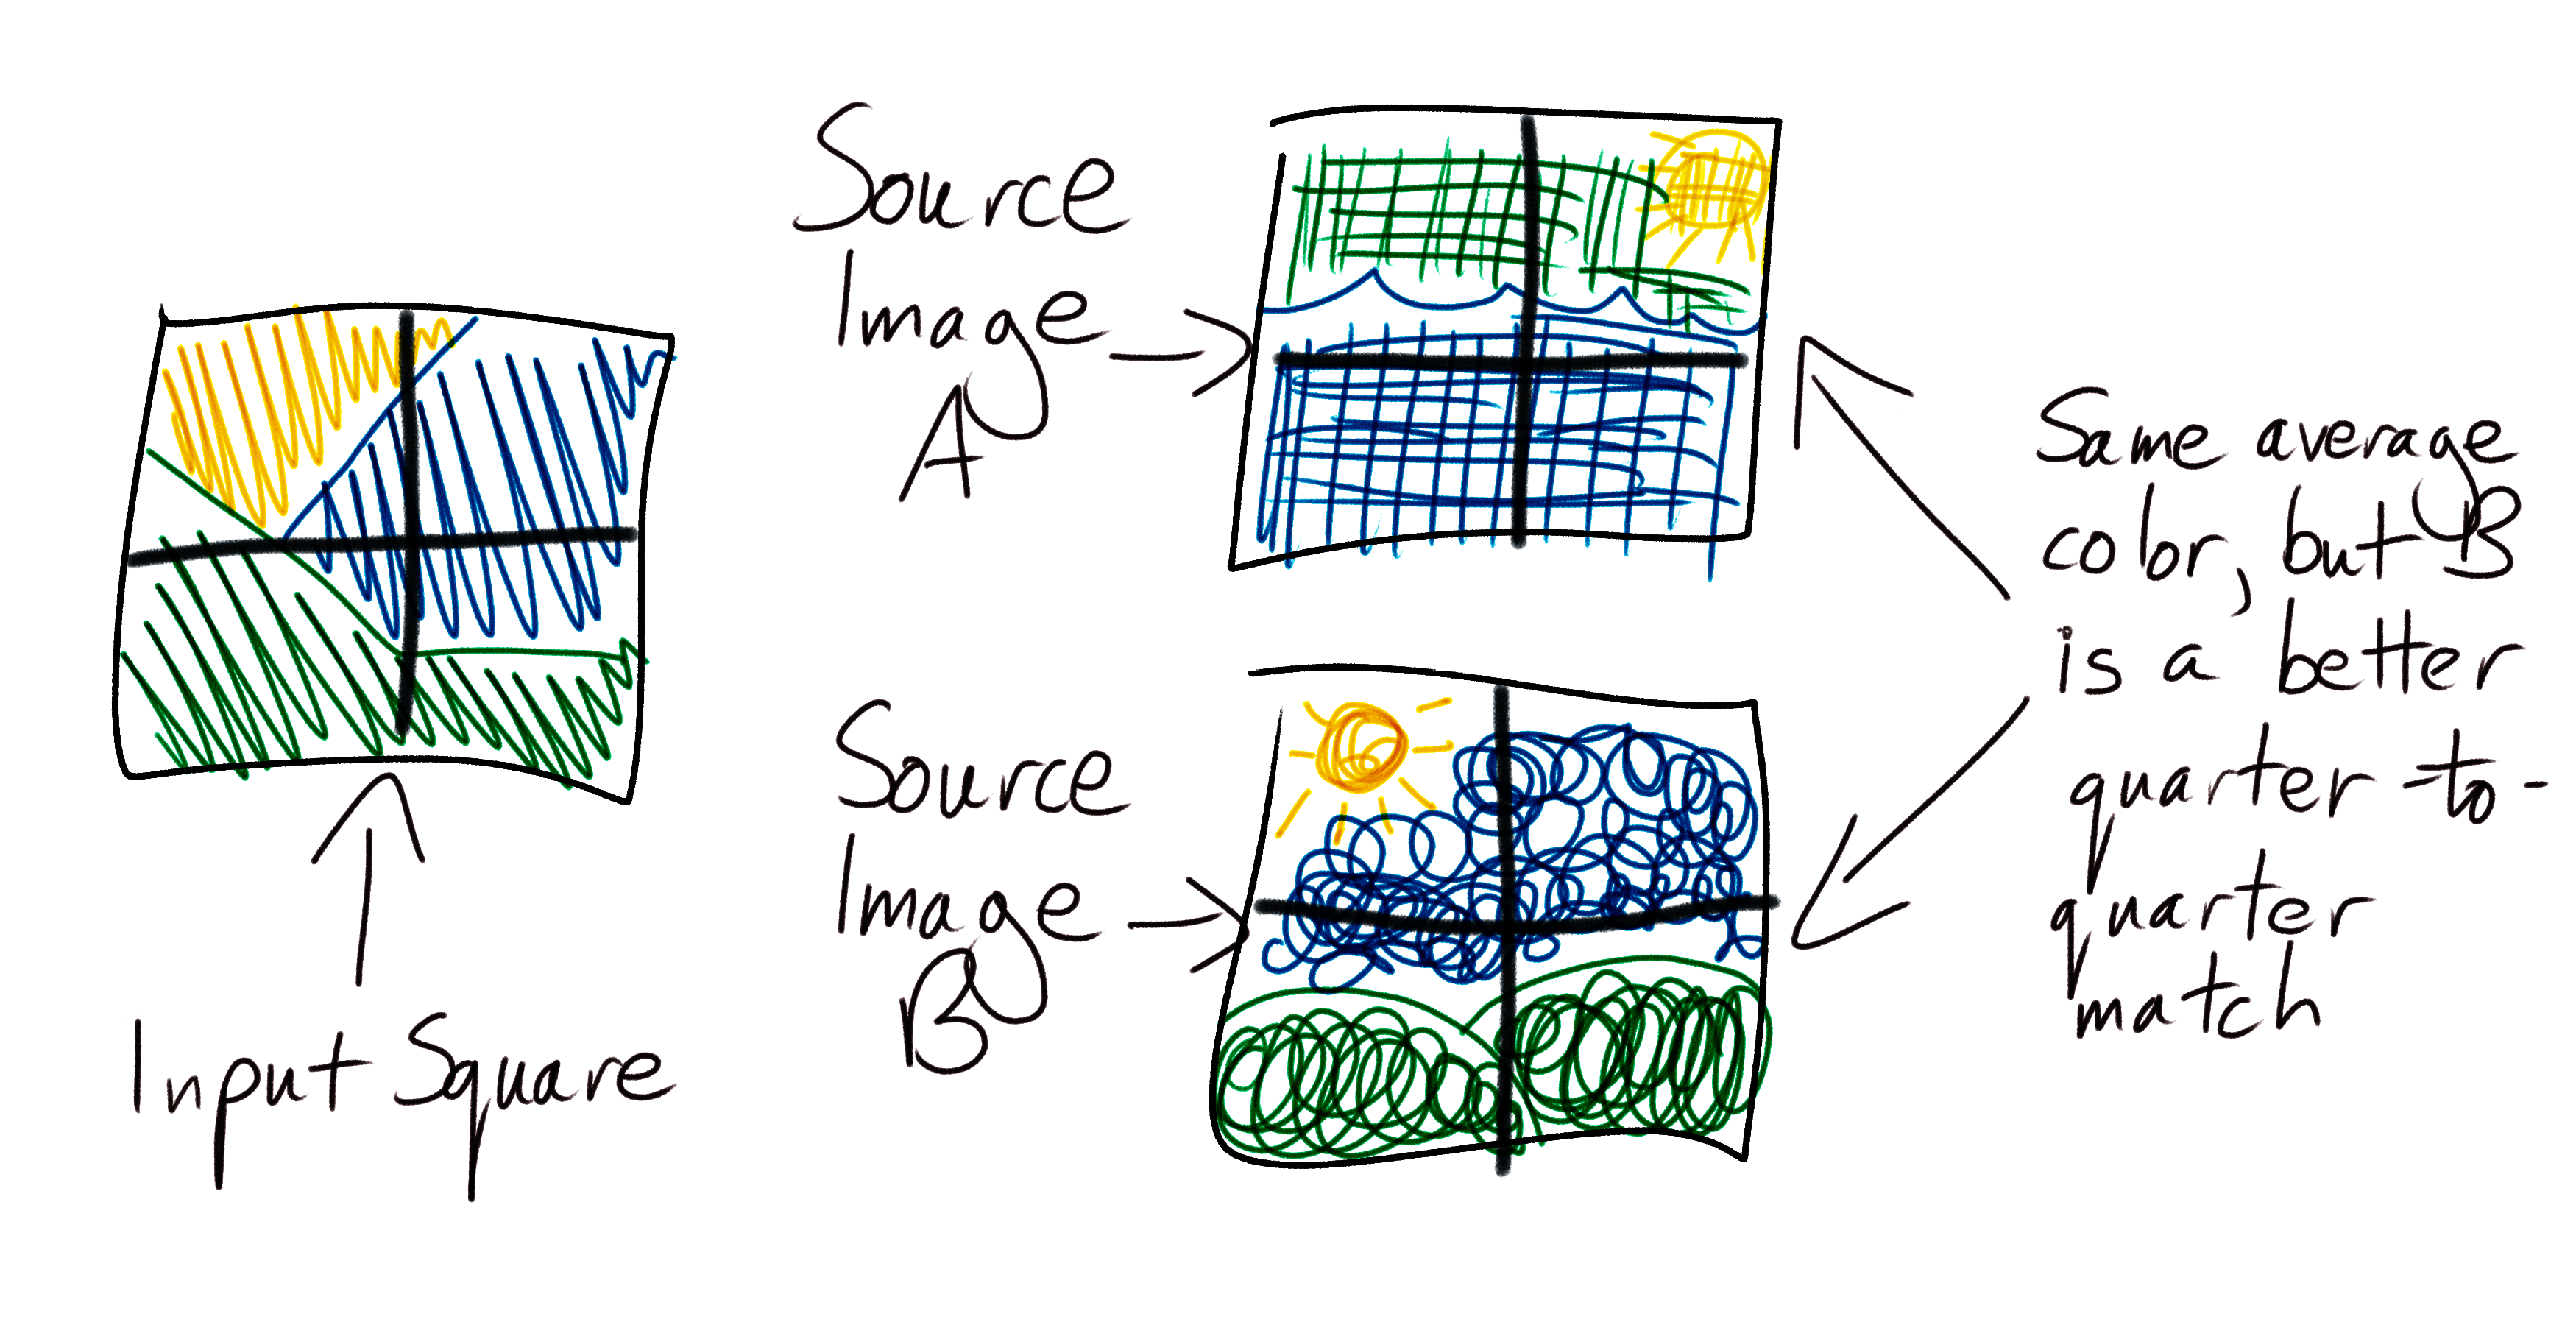 Source
Image
A
Input Square
Source
Image
B
Same average
color, but B
is a better
quarter-to-
quarter
match